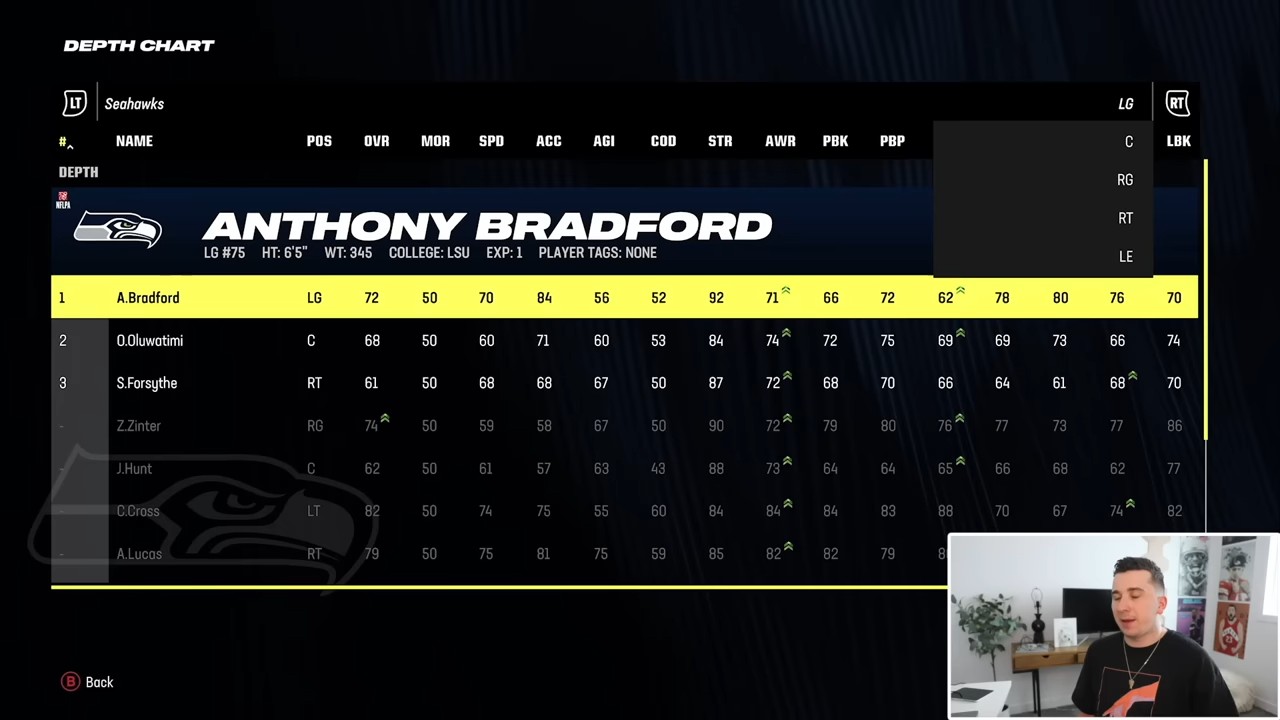 DEPTH CHART
LT Seahawks LG RT
# NAME POS OVR MOR SPD ACC AGI COD STR AWR PBK PBP C LBK
DEPTH
RG
NFLPA
ANTHONY BRADFORD
RT
LG #75 HT: 6'5" WT: 345 COLLEGE: LSU EXP: 1 PLAYER TAGS: NONE
LE
1 A.Bradford LG 72 50 70 84 56 52 92 71 66 72 62 78 80 76 70
2 O.Oluwatimi C 68 50 60 71 60 53 84 74 72 75 69 69 73 66 74
3 S.Forsythe RT 61 50 68 68 67 50 87 72 68 70 66 64 61 68 70
- Z.Zinter RG 74 50 59 58 67 50 90 72 79 80 76 77 73 77 86
- J.Hunt C 62 50 61 57 63 43 88 73 64 64 65 66 68 62 77
- C.Cross LT 82 50 74 75 55 60 84 84 84 83 88 70 67 74 82
- A.Lucas RT 79 50 75 81 75 59 85 82 82 79
B Back